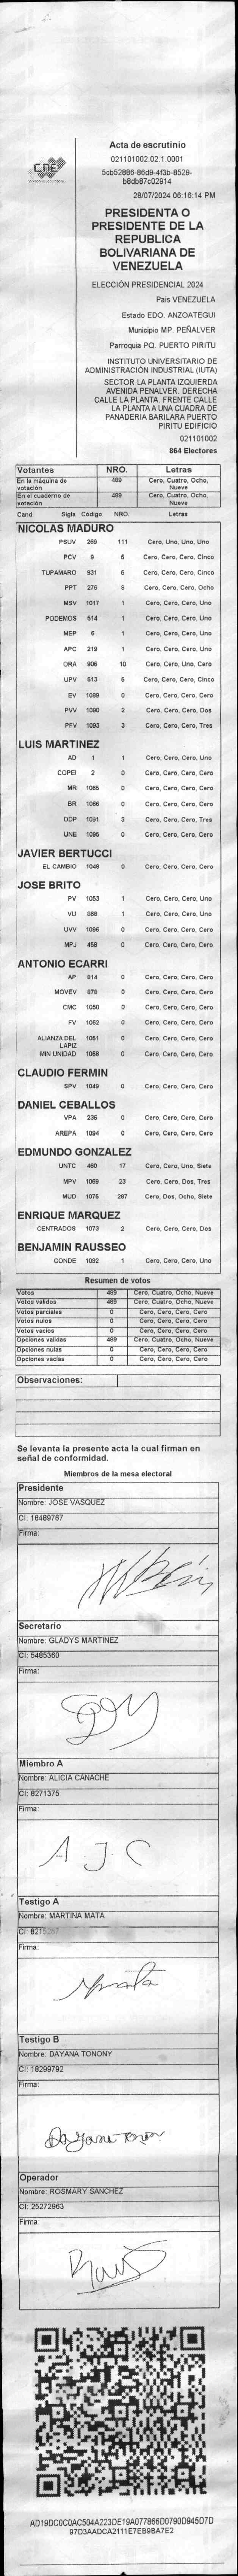 CNE
Acta de escrutinio
021101002.02.1.0001
5cb52886-86d9-4f3b-8529-
b8db87c02914
28/07/2024 06:16:14 PM
PRESIDENTA O
PRESIDENTE DE LA
REPUBLICA
BOLIVARIANA DE
VENEZUELA
ELECCIÓN PRESIDENCIAL 2024
Pais VENEZUELA
Estado EDO. ANZOATEGUI
Municipio MP. PEÑALVER
Parroquia PQ. PUERTO PIRITU
INSTITUTO UNIVERSITARIO DE
ADMINISTRACIÓN INDUSTRIAL (IUTA)
SECTOR LA PLANTA IZQUIERDA
AVENIDA PENALVER. DERECHA
CALLE LA PLANTA. FRENTE CALLE
LA PLANTA A UNA CUADRA DE
PANADERIA BARILARA PUERTO
PIRITU EDIFICIO
021101002
864 Electores
Votantes NRO. Letras
En la máquina de votación 489 Cero, Cuatro, Ocho, Nueve
En el cuaderno de votación 489 Cero, Cuatro, Ocho, Nueve
Cand. Sigla Código NRO. Letras
NICOLAS MADURO
PSUV 269 111 Cero, Uno, Uno, Uno
PCV 9 5 Cero, Cero, Cero, Cinco
TUPAMARO 931 5 Cero, Cero, Cero, Cinco
PPT 276 8 Cero, Cero, Cero, Ocho
MSV 1017 1 Cero, Cero, Cero, Uno
PODEMOS 514 1 Cero, Cero, Cero, Uno
MEP 6 1 Cero, Cero, Cero, Uno
APC 219 1 Cero, Cero, Cero, Uno
ORA 906 10 Cero, Cero, Uno, Cero
UPV 513 5 Cero, Cero, Cero, Cinco
EV 1089 0 Cero, Cero, Cero, Cero
PVV 1090 2 Cero, Cero, Cero, Dos
PFV 1093 3 Cero, Cero, Cero, Tres
LUIS MARTINEZ
AD 1 1 Cero, Cero, Cero, Uno
COPEI 2 0 Cero, Cero, Cero, Cero
MR 1065 0 Cero, Cero, Cero, Cero
BR 1066 0 Cero, Cero, Cero, Cero
DDP 1091 3 Cero, Cero, Cero, Tres
UNE 1095 0 Cero, Cero, Cero, Cero
JAVIER BERTUCCI
EL CAMBIO 1048 0 Cero, Cero, Cero, Cero
JOSE BRITO
PV 1053 1 Cero, Cero, Cero, Uno
VU 868 1 Cero, Cero, Cero, Uno
UVV 1096 0 Cero, Cero, Cero, Cero
MPJ 458 0 Cero, Cero, Cero, Cero
ANTONIO ECARRI
AP 814 0 Cero, Cero, Cero, Cero
MOVEV 879 0 Cero, Cero, Cero, Cero
CMC 1050 0 Cero, Cero, Cero, Cero
FV 1062 0 Cero, Cero, Cero, Cero
ALIANZA DEL LAPIZ 1051 0 Cero, Cero, Cero, Cero
MIN UNIDAD 1068 0 Cero, Cero, Cero, Cero
CLAUDIO FERMIN
SPV 1049 0 Cero, Cero, Cero, Cero
DANIEL CEBALLOS
VPA 236 0 Cero, Cero, Cero, Cero
AREPA 1094 0 Cero, Cero, Cero, Cero
EDMUNDO GONZALEZ
UNTC 460 17 Cero, Cero, Uno, Siete
MPV 1069 23 Cero, Cero, Dos, Tres
MUD 1075 287 Cero, Dos, Ocho, Siete
ENRIQUE MARQUEZ
CENTRADOS 1073 2 Cero, Cero, Cero, Dos
BENJAMIN RAUSSEO
CONDE 1082 1 Cero, Cero, Cero, Uno
Resumen de votos
Votos 489 Cero, Cuatro, Ocho, Nueve
Votos validos 489 Cero, Cuatro, Ocho, Nueve
Votos parciales 0 Cero, Cero, Cero, Cero
Votos nulos 0 Cero, Cero, Cero, Cero
Votos vacios 0 Cero, Cero, Cero, Cero
Opciones validas 489 Cero, Cuatro, Ocho, Nueve
Opciones nulas 0 Cero, Cero, Cero, Cero
Opciones vacias 0 Cero, Cero, Cero, Cero
Observaciones:
Se levanta la presente acta la cual firman en
señal de conformidad.
Miembros de la mesa electoral
Presidente
Nombre: JOSE VASQUEZ
CI: 16489767
Firma:
Secretario
Nombre: GLADYS MARTINEZ
CI: 5485360
Firma:
Miembro A
Nombre: ALICIA CANACHE
CI: 8271375
Firma:
A J C
Testigo A
Nombre: MARTINA MATA
CI:
Firma:
Mata
Testigo B
Nombre: DAYANA TONONY
CI: 18299792
Firma:
Dayana Tonon
Operador
Nombre: ROSMARY SANCHEZ
CI: 25272963
Firma:
AD19DC0C0AC504A223DE19A077866D0790D945D7D
97D3AADCA2111E7EB9BA7E2